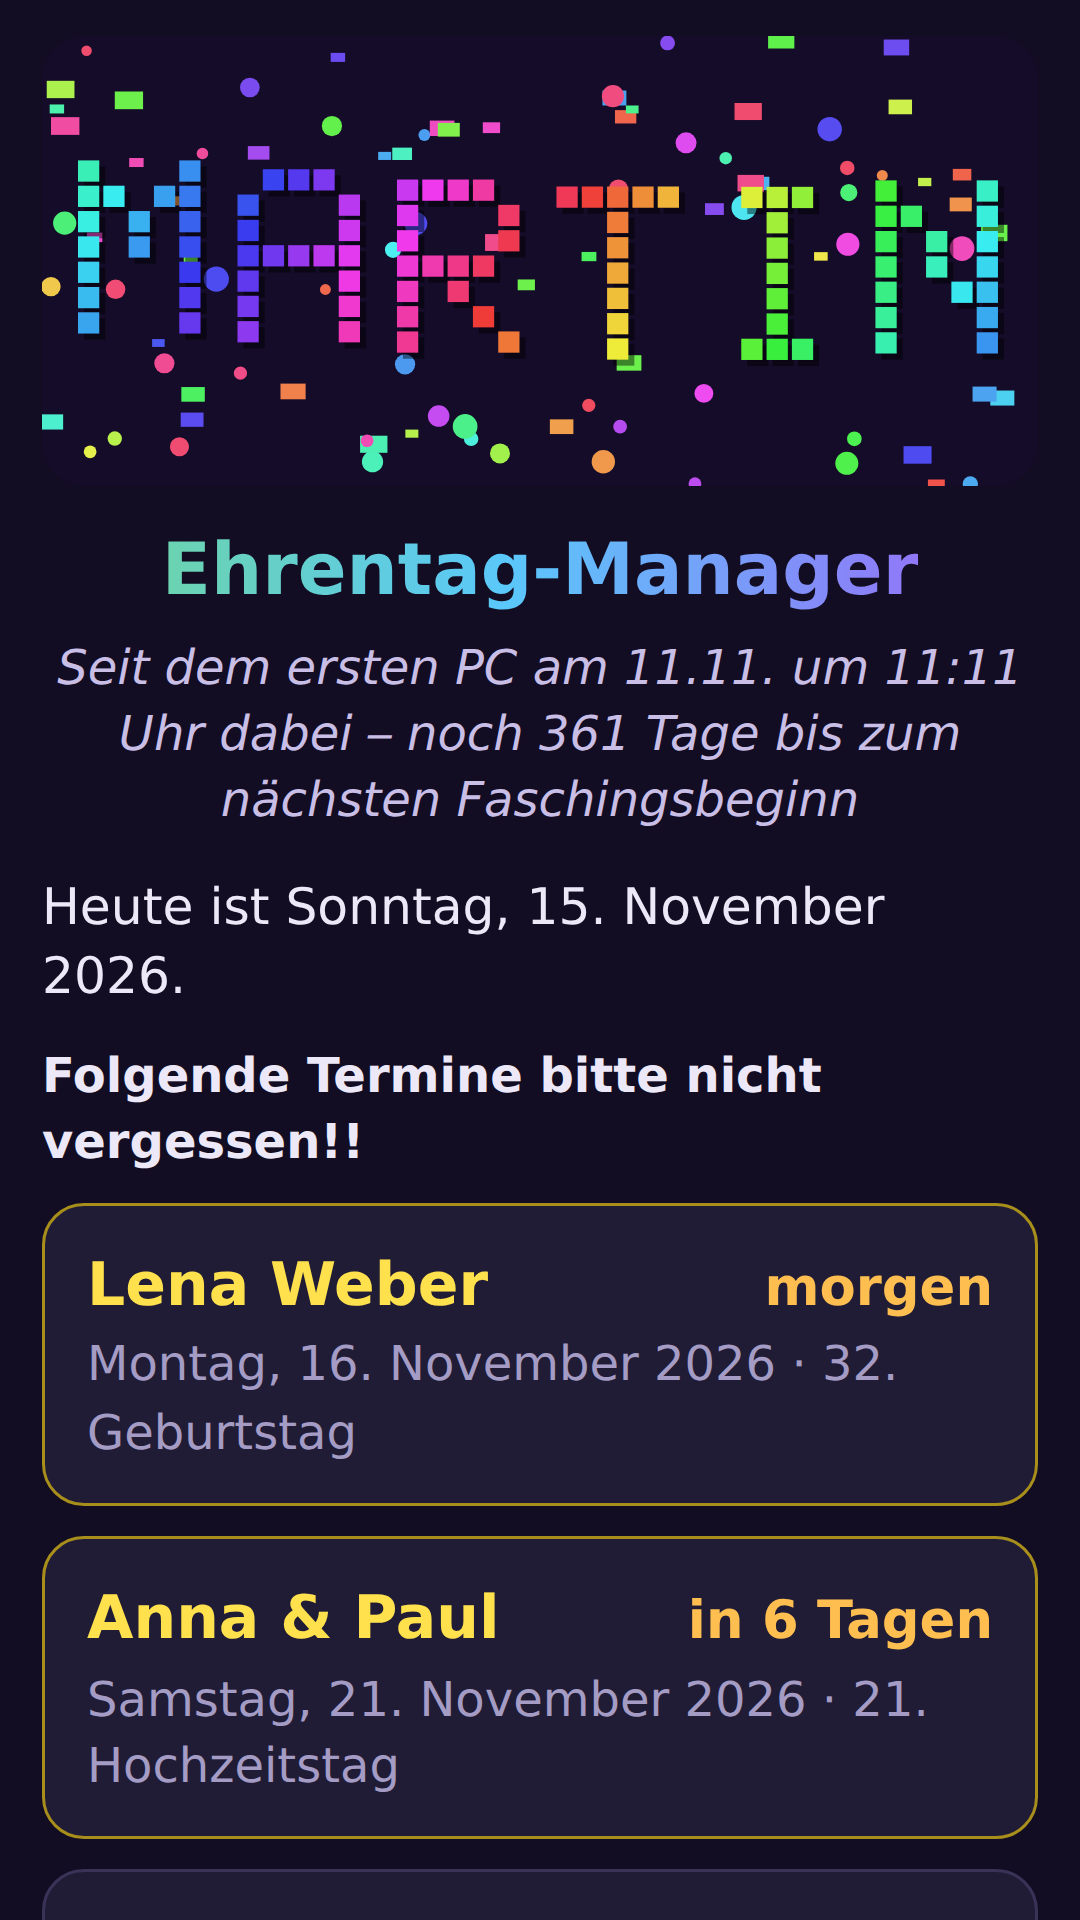 MARTIM
Ehrentag-Manager
Seit dem ersten PC am 11.11. um 11:11
Uhr dabei – noch 361 Tage bis zum
nächsten Faschingsbeginn
Heute ist Sonntag, 15. November
2026.
Folgende Termine bitte nicht
vergessen!!
Lena Weber
morgen
Montag, 16. November 2026 · 32.
Geburtstag
Anna & Paul
in 6 Tagen
Samstag, 21. November 2026 · 21.
Hochzeitstag